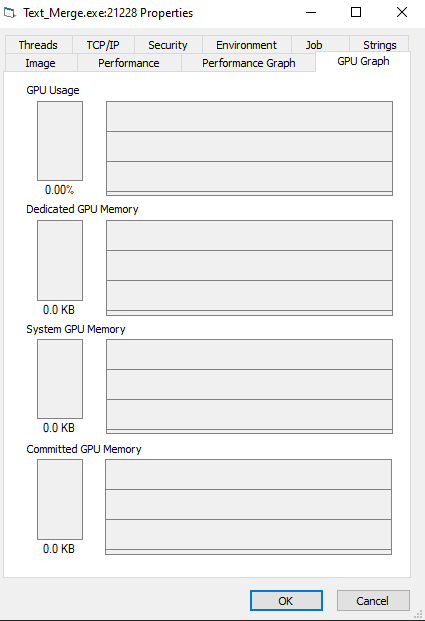 Text_Merge.exe:21228 Properties
Threads TCP/IP Security Environment Job Strings
Image Performance Performance Graph GPU Graph
GPU Usage
0.00%
Dedicated GPU Memory
0.0 KB
System GPU Memory
0.0 KB
Committed GPU Memory
0.0 KB
OK Cancel